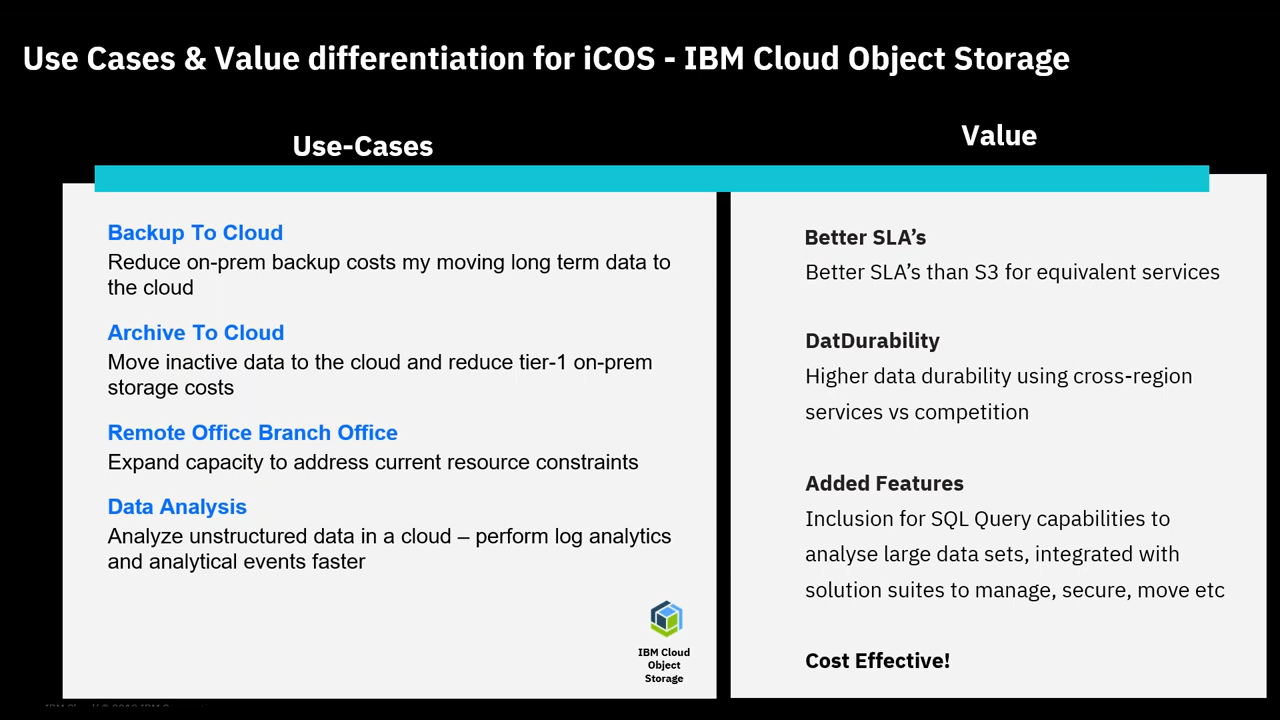 Use Cases & Value differentiation for iCOS - IBM Cloud Object Storage
Use-Cases
Backup To Cloud
Reduce on-prem backup costs my moving long term data to
the cloud
Archive To Cloud
Move inactive data to the cloud and reduce tier-1 on-prem
storage costs
Remote Office Branch Office
Expand capacity to address current resource constraints
Data Analysis
Analyze unstructured data in a cloud – perform log analytics
and analytical events faster
IBM Cloud
Object
Storage
Value
Better SLA’s
Better SLA’s than S3 for equivalent services
DatDurability
Higher data durability using cross-region
services vs competition
Added Features
Inclusion for SQL Query capabilities to
analyse large data sets, integrated with
solution suites to manage, secure, move etc
Cost Effective!